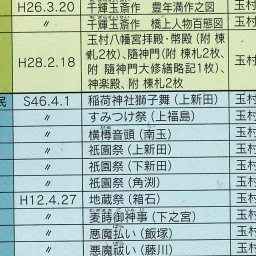 H26.3.20 千輝玉斎作 豊年満作之図 玉村
〃 千輝玉斎作 橋上人物百態図 玉村
H28.2.18 玉村八幡宮拝殿・幣殿(附 棟札2枚)、随神門(附 棟札2枚、附 随神門大修繕略記1枚)、神楽殿(附 棟札2枚 玉村
民 S46.4.1 稲荷神社獅子舞(上新田) 玉村
〃 すみつけ祭(上福島) 玉村
〃 横樽音頭(南玉) 玉村
〃 祇園祭(上新田) 玉村
〃 祇園祭(下新田) 玉村
〃 祇園祭(角渕) 玉村
H12.4.27 地蔵祭(箱石) 玉村
〃 麦蒔御神事(下之宮) 玉村
〃 悪魔払い(飯塚) 玉村
〃 悪魔祓い(藤川) 玉村